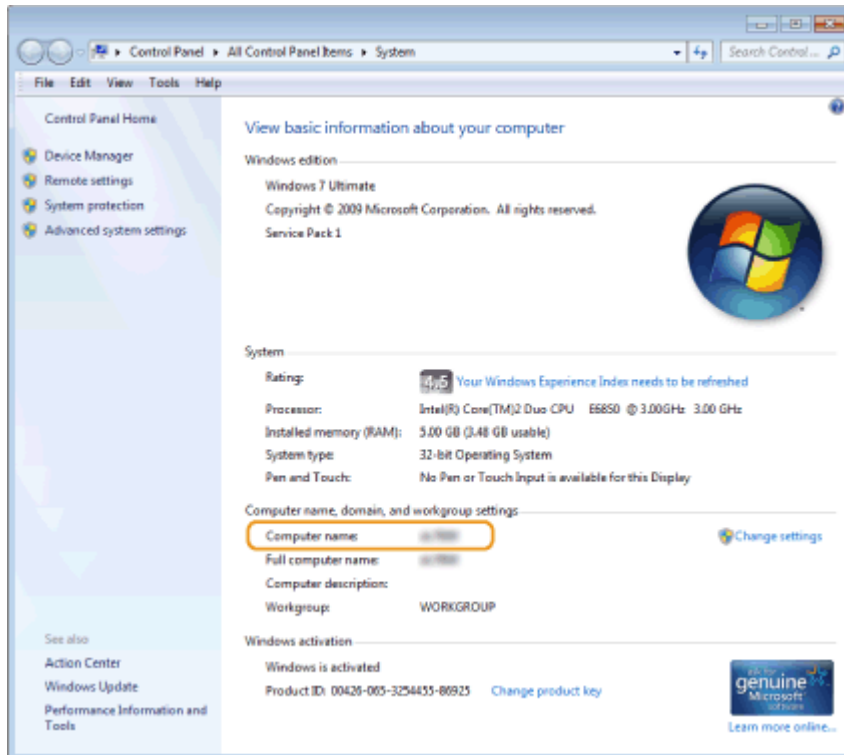 Control Panel ▸ All Control Panel Items ▸ System
Search Control...
File Edit View Tools Help
Control Panel Home
Device Manager
Remote settings
System protection
Advanced system settings
View basic information about your computer
Windows edition
Windows 7 Ultimate
Copyright © 2009 Microsoft Corporation. All rights reserved.
Service Pack 1
System
Rating:
4,5 Your Windows Experience Index needs to be refreshed
Processor: Intel(R) Core(TM)2 Duo CPU E6850 @ 3.00GHz 3.00 GHz
Installed memory (RAM): 5.00 GB (3.48 GB usable)
System type: 32-bit Operating System
Pen and Touch: No Pen or Touch Input is available for this Display
Computer name, domain, and workgroup settings
Computer name:
Change settings
Full computer name:
Computer description:
Workgroup: WORKGROUP
Windows activation
Windows is activated
Product ID: 00426-065-3254455-86925 Change product key
See also
Action Center
Windows Update
Performance Information and
Tools
ask for
genuine
Microsoft
software
Learn more online...